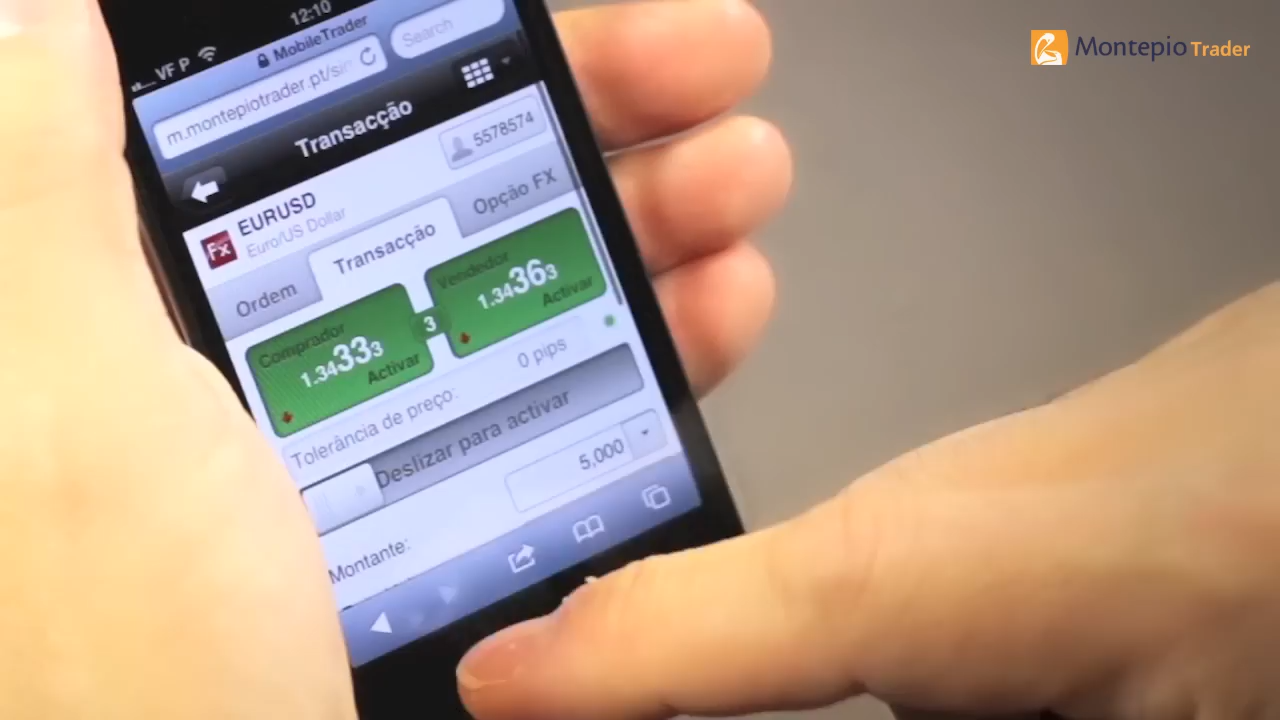 12:10
VF P
MobileTrader
m.montepiotrader.pt/sin
Search
Transacção
5578574
Fx EURUSD
Euro/US Dollar
Ordem Transacção Opção FX
Comprador
1.34333
Activar
3
Vendedor
1.34363
Activar
Tolerância de preço: 0 pips
Deslizar para activar
Montante: 5,000
Montepio Trader